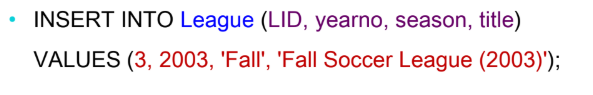 • INSERT INTO League (LID, yearno, season, title)
VALUES (3, 2003, 'Fall', 'Fall Soccer League (2003)');